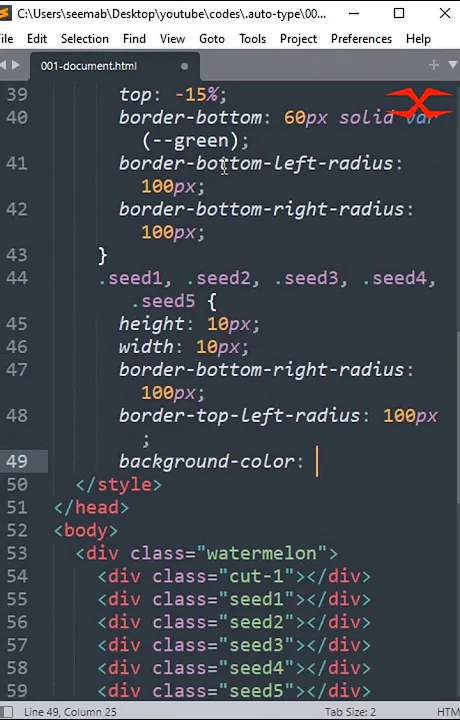 C:\Users\seemab\Desktop\youtube\codes\.auto-type\00...
File Edit Selection Find View Goto Tools Project Preferences Help
001-document.html
39 top: -15%;
40 border-bottom: 60px solid var
(--green);
41 border-bottom-left-radius:
100px;
42 border-bottom-right-radius:
100px;
43 }
44 .seed1, .seed2, .seed3, .seed4,
.seed5 {
45 height: 10px;
46 width: 10px;
47 border-bottom-right-radius:
100px;
48 border-top-left-radius: 100px
;
49 background-color:
50 </style>
51 </head>
52 <body>
53 <div class="watermelon">
54 <div class="cut-1"></div>
55 <div class="seed1"></div>
56 <div class="seed2"></div>
57 <div class="seed3"></div>
58 <div class="seed4"></div>
59 <div class="seed5"></div>
Line 49, Column 25 Tab Size: 2 HTM